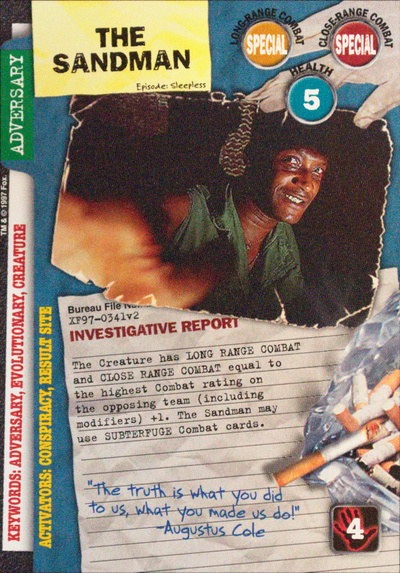 THE
SANDMAN
Episode: Sleepless
LONG-RANGE COMBAT
SPECIAL
CLOSE-RANGE COMBAT
SPECIAL
HEALTH
5
ADVERSARY
TM & © 1997 Fox.
KEYWORDS: ADVERSARY, EVOLUTIONARY, CREATURE
ACTIVATORS: CONSPIRACY, RESULT SITE
Bureau File
XF97-0341v2
INVESTIGATIVE REPORT
The Creature has LONG RANGE COMBAT
and CLOSE RANGE COMBAT equal to
the highest Combat rating on
the opposing team (including
modifiers) +1. The Sandman may
use SUBTERFUGE Combat cards.
"The truth is what you did
to us, what you made us do!"
-Augustus Cole
4